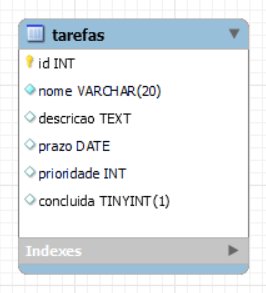 tarefas
id INT
nome VARCHAR(20)
descricao TEXT
prazo DATE
prioridade INT
concluida TINYINT(1)
Indexes